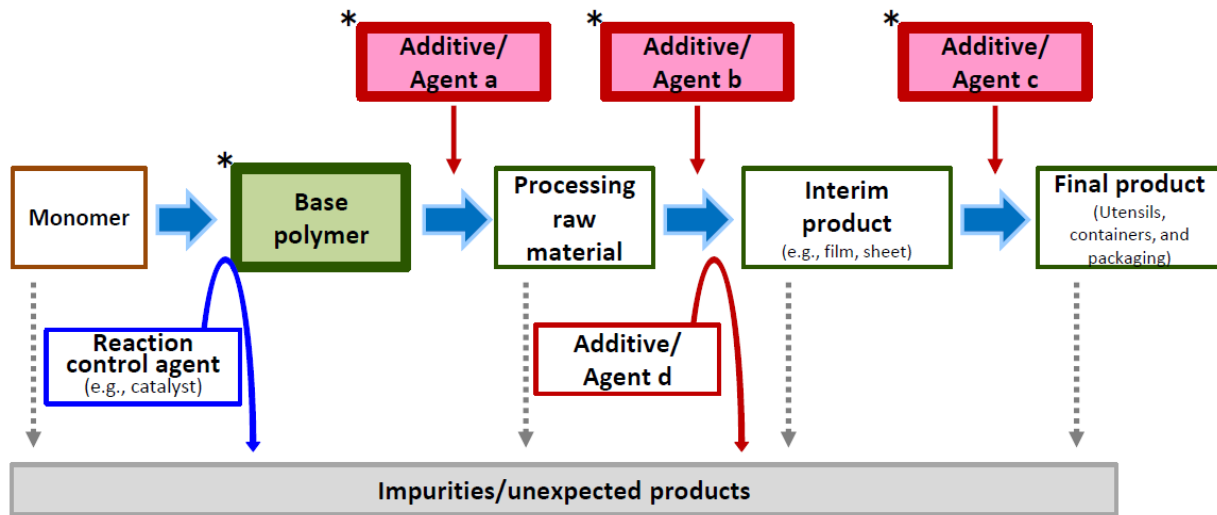 *
Additive/
Agent a
*
Additive/
Agent b
*
Additive/
Agent c
Monomer
*
Base
polymer
Processing
raw
material
Interim
product
(e.g., film, sheet)
Final product
(Utensils,
containers, and
packaging)
Reaction
control agent
(e.g., catalyst)
Additive/
Agent d
Impurities/unexpected products